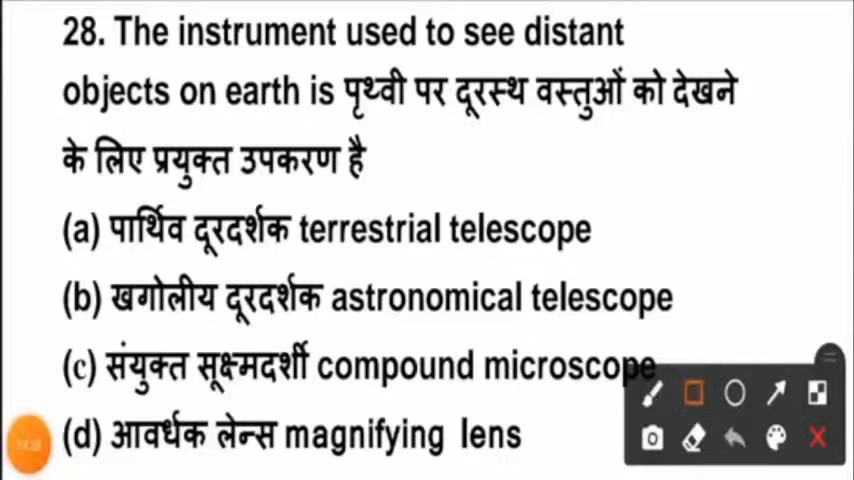 28. The instrument used to see distant
objects on earth is पृथ्वी पर दूरस्थ वस्तुओं को देखने
के लिए प्रयुक्त उपकरण है
(a) पार्थिव दूरदर्शक terrestrial telescope
(b) खगोलीय दूरदर्शक astronomical telescope
(c) संयुक्त सूक्ष्मदर्शी compound microscope
(d) आवर्धक लेन्स magnifying lens